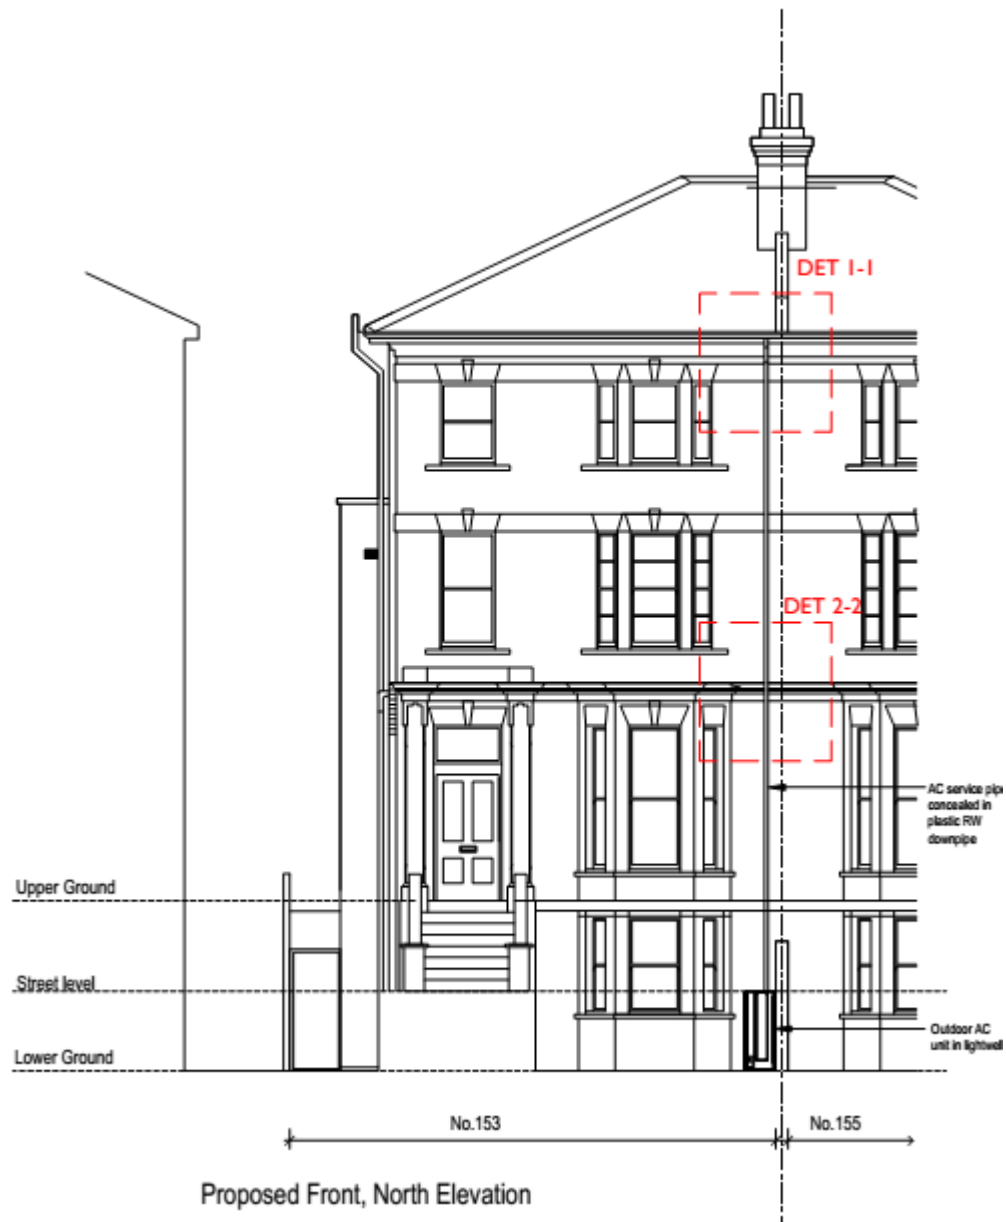 DET 1-1
DET 2-2
AC service pipe
concealed in
plastic RW
downpipe
Upper Ground
Street level
Lower Ground
Outdoor AC
unit in lightwell
No.153
No.155
Proposed Front, North Elevation